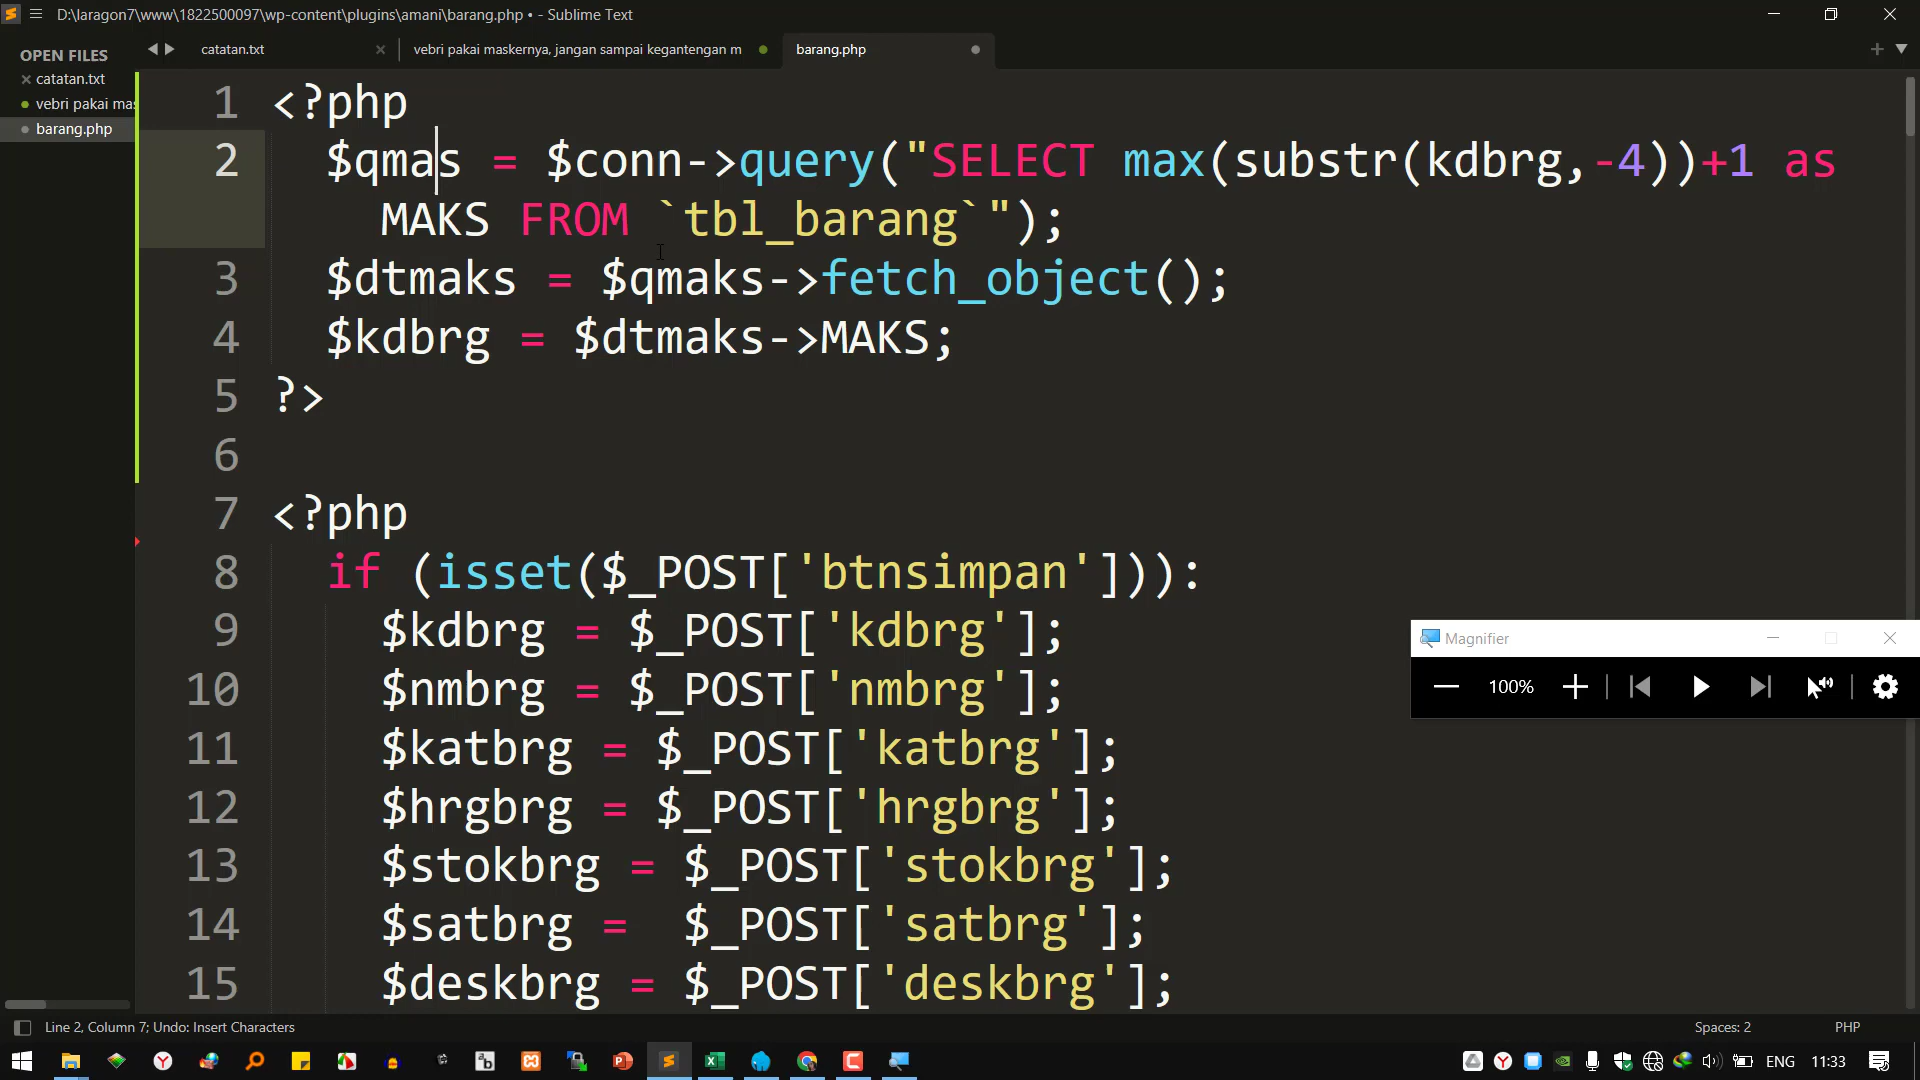 D:\laragon7\www\1822500097\wp-content\plugins\amani\barang.php • - Sublime Text
OPEN FILES
catatan.txt
vebri pakai mas
barang.php
catatan.txt
vebri pakai maskernya, jangan sampai kegantengan m
barang.php
1 <?php
2 $qmas = $conn->query("SELECT max(substr(kdbrg,-4))+1 as
MAKS FROM `tbl_barang`");
3 $dtmaks = $qmaks->fetch_object();
4 $kdbrg = $dtmaks->MAKS;
5 ?>
6
7 <?php
8 if (isset($_POST['btnsimpan'])):
9 $kdbrg = $_POST['kdbrg'];
10 $nmbrg = $_POST['nmbrg'];
11 $katbrg = $_POST['katbrg'];
12 $hrgbrg = $_POST['hrgbrg'];
13 $stokbrg = $_POST['stokbrg'];
14 $satbrg =  $_POST['satbrg'];
15 $deskbrg = $_POST['deskbrg'];
Magnifier
100%
Line 2, Column 7; Undo: Insert Characters
Spaces: 2
PHP
ENG
11:33